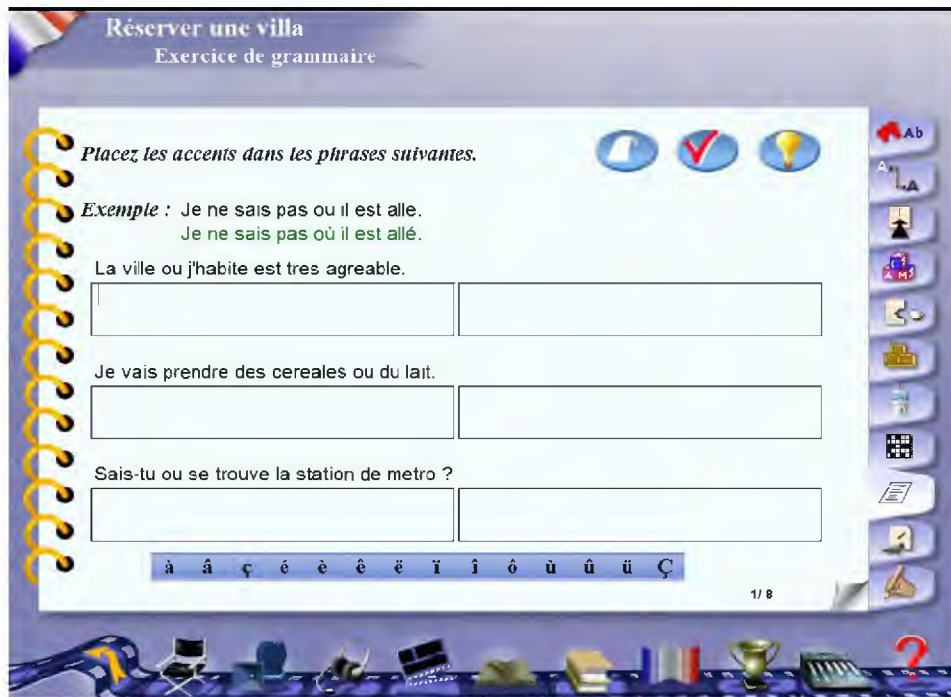 Réserver une villa
Exercice de grammaire
Placez les accents dans les phrases suivantes.
Exemple : Je ne sais pas ou il est alle.
Je ne sais pas où il est allé.
La ville ou j'habite est tres agreable.
Je vais prendre des cereales ou du lait.
Sais-tu ou se trouve la station de metro ?
à â ç é è ê ë ï î ô ù û ü Ç
1/ 8
Ab
A A
?